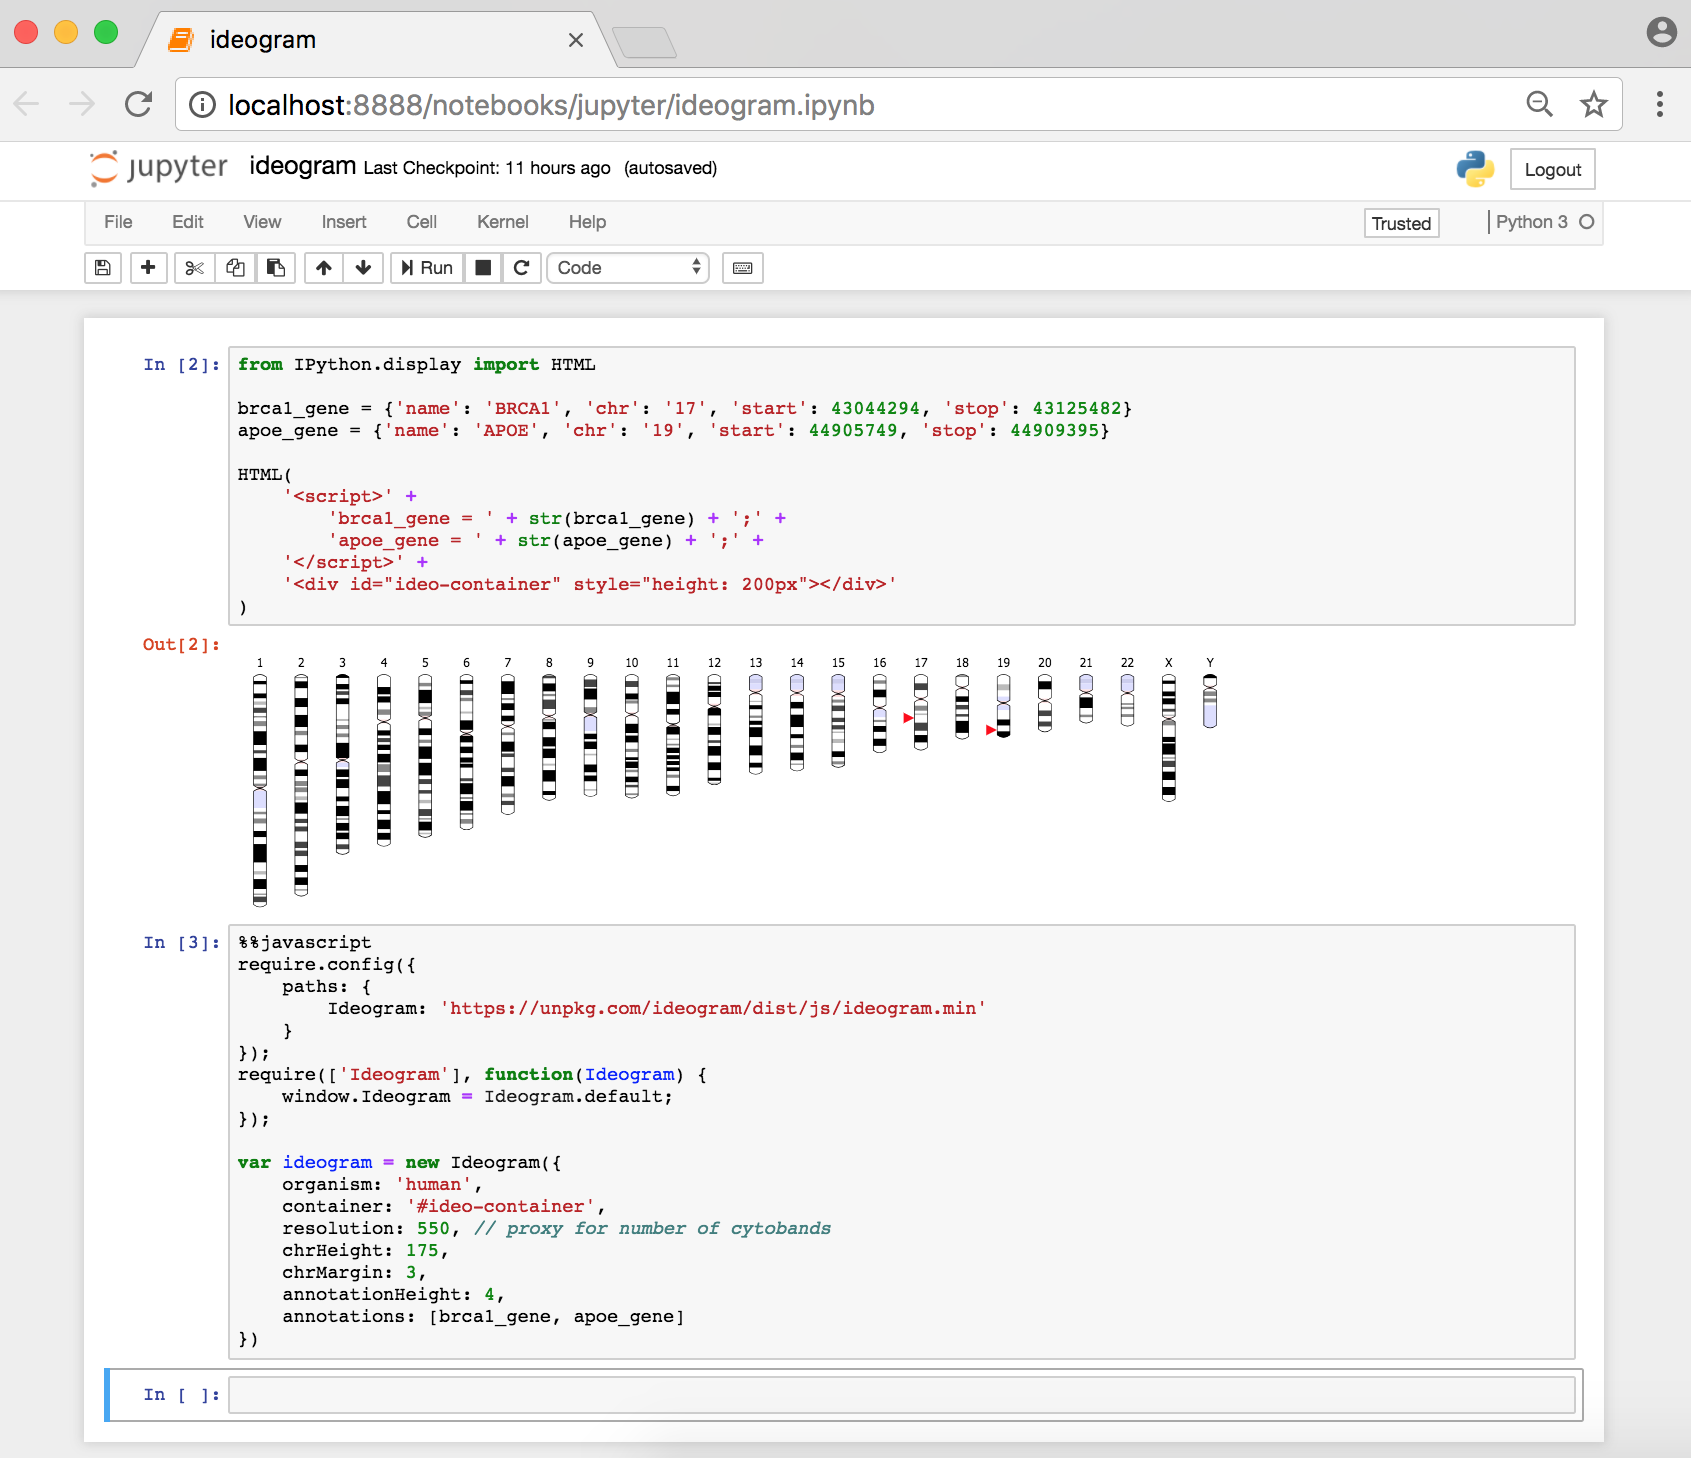 ideogram
localhost:8888/notebooks/jupyter/ideogram.ipynb
jupyter ideogram Last Checkpoint: 11 hours ago (autosaved)
Logout
File Edit View Insert Cell Kernel Help
Trusted
Python 3
Run
Code
In [2]:
from IPython.display import HTML
brca1_gene = {'name': 'BRCA1', 'chr': '17', 'start': 43044294, 'stop': 43125482}
apoe_gene = {'name': 'APOE', 'chr': '19', 'start': 44905749, 'stop': 44909395}
HTML(
'<script>' +
'brca1_gene = ' + str(brca1_gene) + ';' +
'apoe_gene = ' + str(apoe_gene) + ';' +
'</script>' +
'<div id="ideo-container" style="height: 200px"></div>'
)
Out[2]:
1 2 3 4 5 6 7 8 9 10 11 12 13 14 15 16 17 18 19 20 21 22 X Y
In [3]:
%%javascript
require.config({
paths: {
Ideogram: 'https://unpkg.com/ideogram/dist/js/ideogram.min'
}
});
require(['Ideogram'], function(Ideogram) {
window.Ideogram = Ideogram.default;
});
var ideogram = new Ideogram({
organism: 'human',
container: '#ideo-container',
resolution: 550, // proxy for number of cytobands
chrHeight: 175,
chrMargin: 3,
annotationHeight: 4,
annotations: [brca1_gene, apoe_gene]
})
In [ ]: